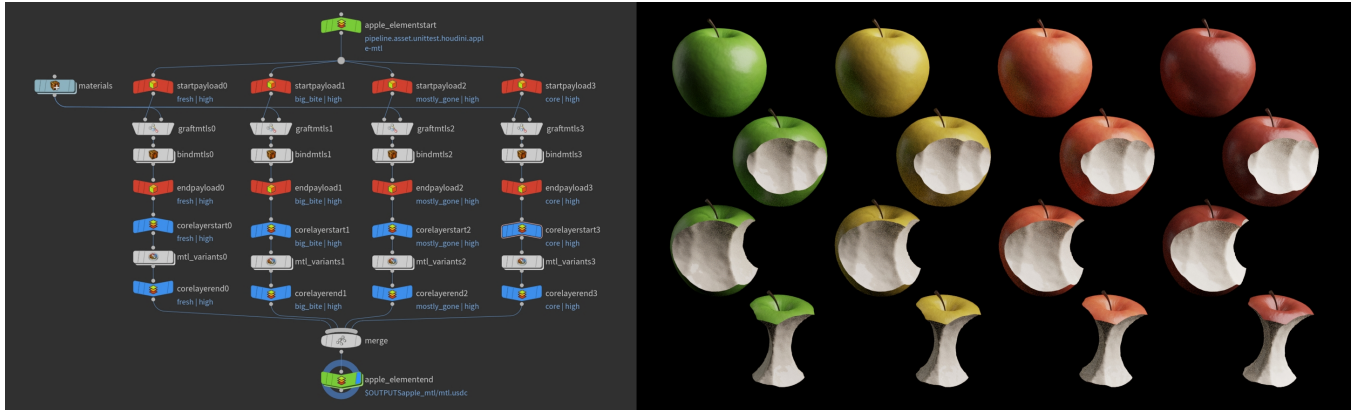 apple_elementstart
pipeline.asset.unittest.houdini.appl
e-mtl
materials
startpayload0
fresh | high
startpayload1
big_bite | high
startpayload2
mostly_gone | high
startpayload3
core | high
graftmtls0
graftmtls1
graftmtls2
graftmtls3
bindmtls0
bindmtls1
bindmtls2
bindmtls3
endpayload0
fresh | high
endpayload1
big_bite | high
endpayload2
mostly_gone | high
endpayload3
core | high
corelayerstart0
fresh | high
corelayerstart1
big_bite | high
corelayerstart2
mostly_gone | high
corelayerstart3
core | high
mtl_variants0
mtl_variants1
mtl_variants2
mtl_variants3
corelayerend0
fresh | high
corelayerend1
big_bite | high
corelayerend2
mostly_gone | high
corelayerend3
core | high
merge
apple_elementend
$OUTPUTSapple_mtl/mtl.usdc